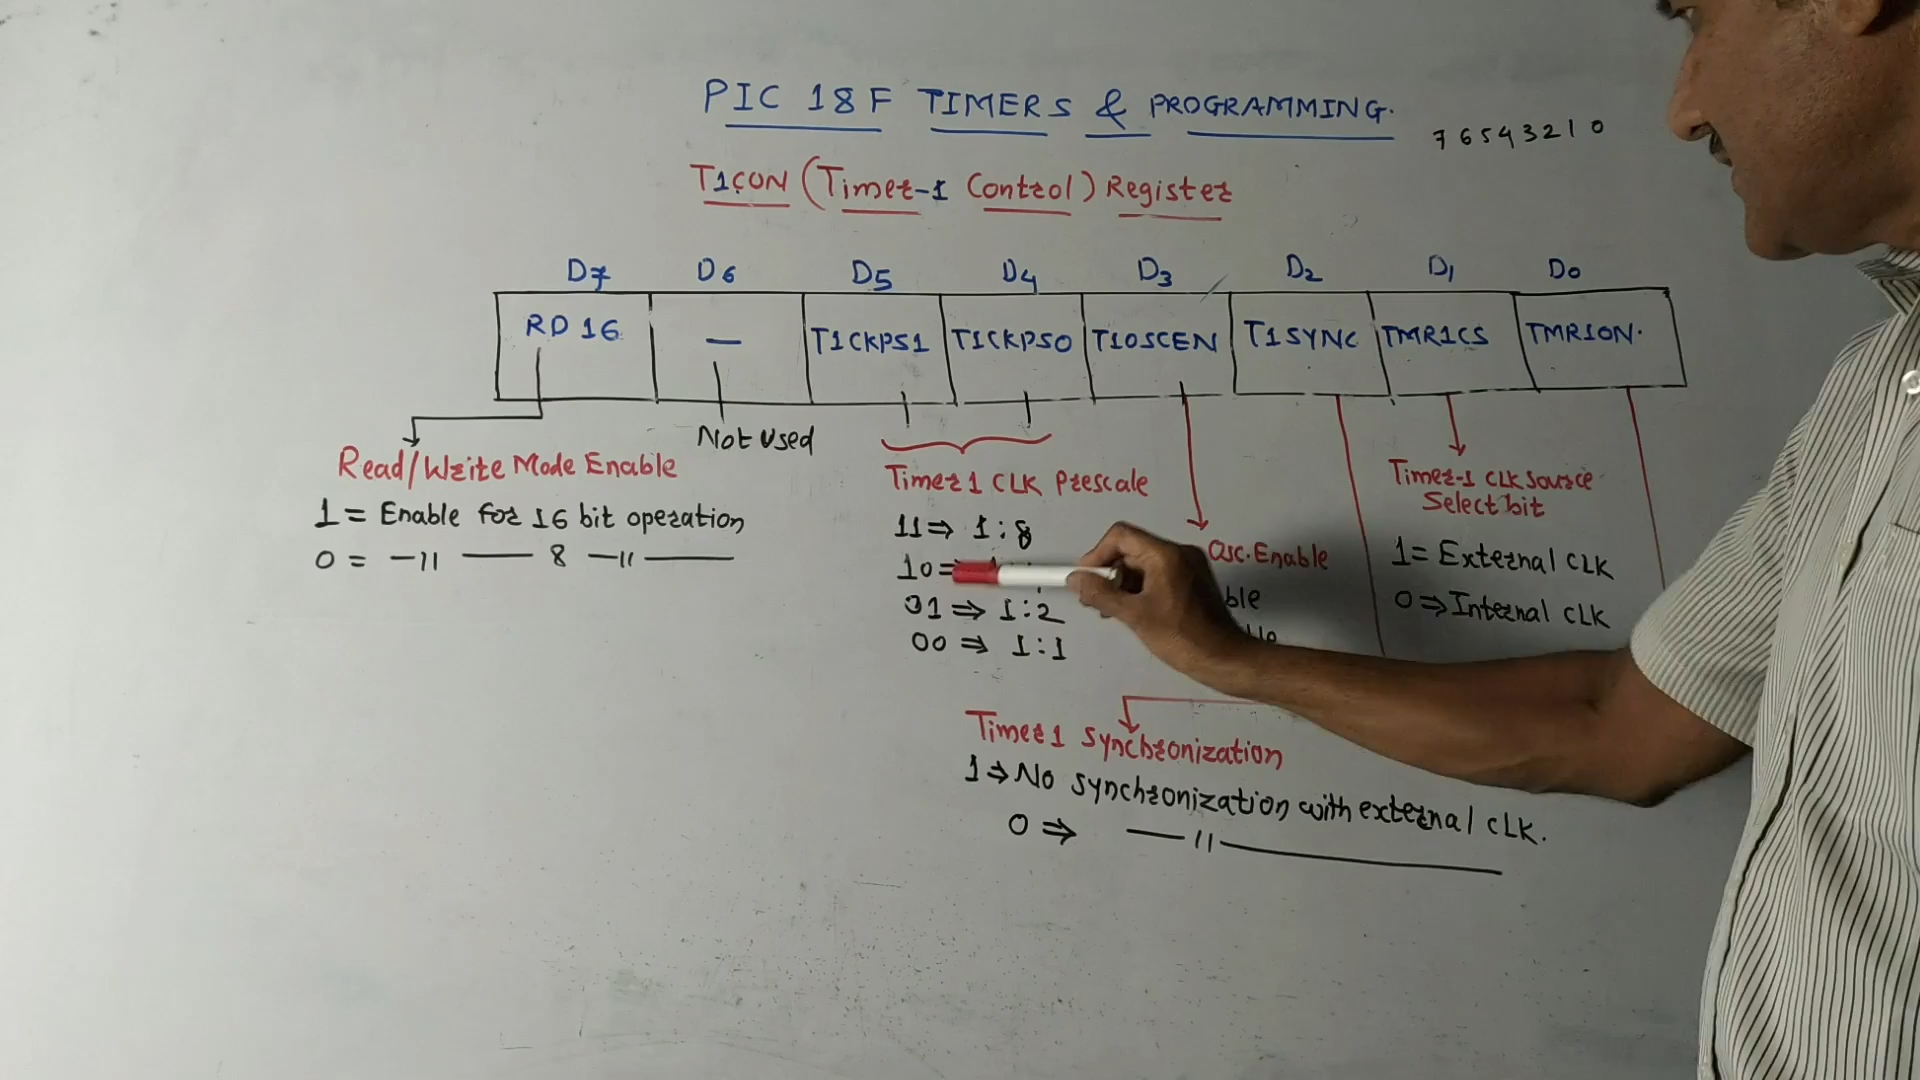 PIC 18F TIMERS & PROGRAMMING.
7 6 5 4 3 2 1 0
T1CON (Timer-1 Control) Register
D7 D6 D5 D4 D3 D2 D1 D0
RD 16 — T1CKPS1 T1CKPS0 T1OSCEN T1SYNC TMR1CS TMR1ON.
Not used
Read/Write Mode Enable
1 = Enable for 16 bit operation
0 = —11 —— 8 —11——
Timer 1 CLK Prescale
11 ⇒ 1:8
10 =
01 ⇒ 1:2
00 ⇒ 1:1
Osc. Enable
Timer-1 CLK source
Select bit
1 = External CLK
0 ⇒ Internal CLK
Timer1 Synchronization
1 ⇒ No synchronization with external CLK.
0 ⇒ —11——